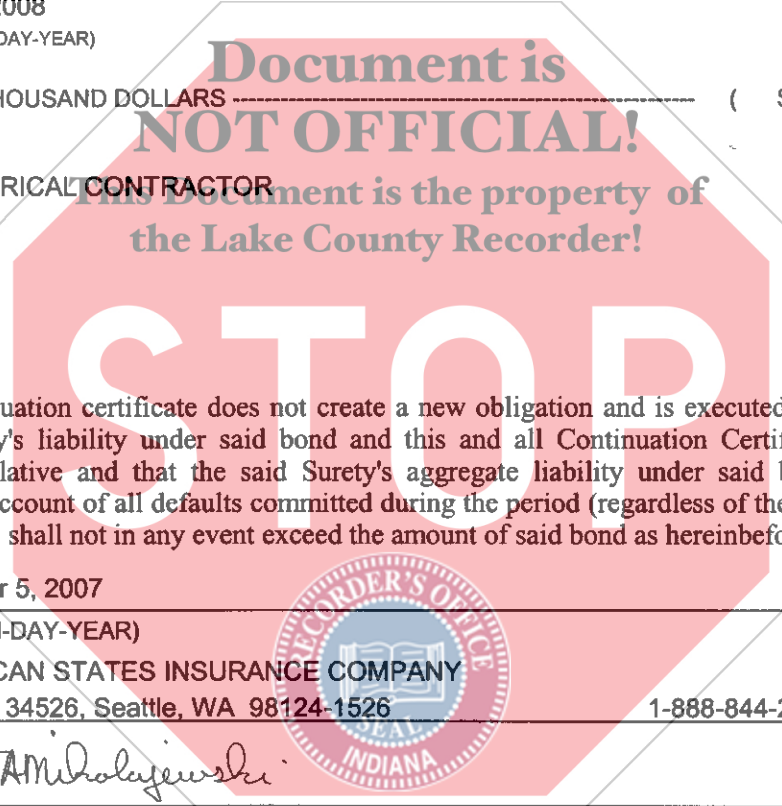 2008
DAY-YEAR)
Document is
HOUSAND DOLLARS ---------------------------------------------------------- ( S
NOT OFFICIAL!
RICAL CONTRACTOR
This Document is the property of
the Lake County Recorder!
STOP
uation certificate does not create a new obligation and is executed
y's liability under said bond and this and all Continuation Certif
lative and that the said Surety's aggregate liability under said b
ccount of all defaults committed during the period (regardless of the
shall not in any event exceed the amount of said bond as hereinbefo
r 5, 2007
-DAY-YEAR)
CAN STATES INSURANCE COMPANY
34526, Seattle, WA 98124-1526 1-888-844-2
AMikolajewski
RECORDER'S OFFICE
SEAL
INDIANA